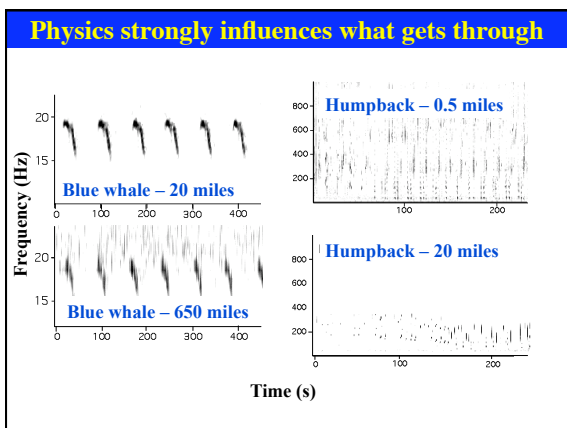 Physics strongly influences what gets through
Frequency (Hz)
20
15
Blue whale – 20 miles
0 100 200 300 400
20
15
Blue whale – 650 miles
0 100 200 300 400
800
Humpback – 0.5 miles
600
400
200
100 200
800
Humpback – 20 miles
600
400
200
0 100 200
Time (s)